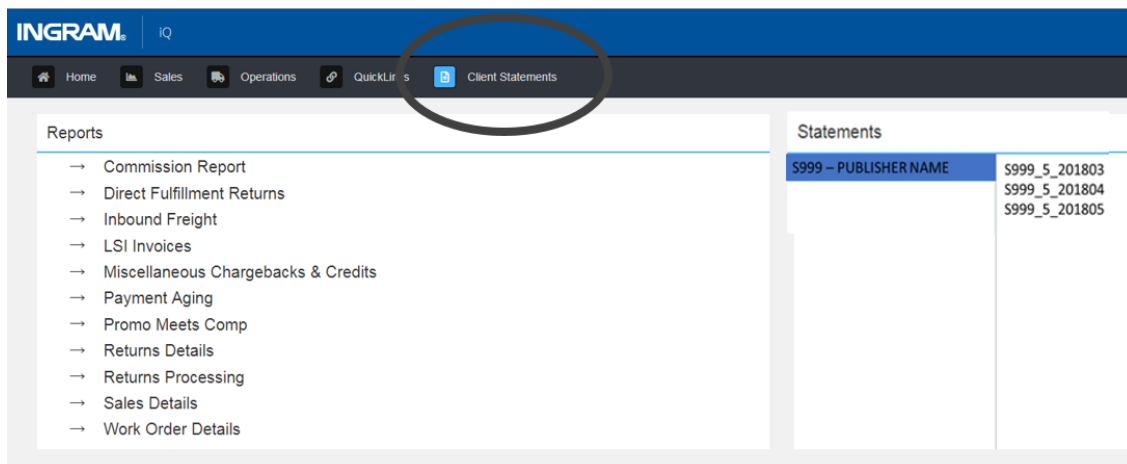 INGRAM® iQ
Home Sales Operations QuickLinks Client Statements
Reports
→ Commission Report
→ Direct Fulfillment Returns
→ Inbound Freight
→ LSI Invoices
→ Miscellaneous Chargebacks & Credits
→ Payment Aging
→ Promo Meets Comp
→ Returns Details
→ Returns Processing
→ Sales Details
→ Work Order Details
Statements
S999 – PUBLISHER NAME
S999_5_201803
S999_5_201804
S999_5_201805